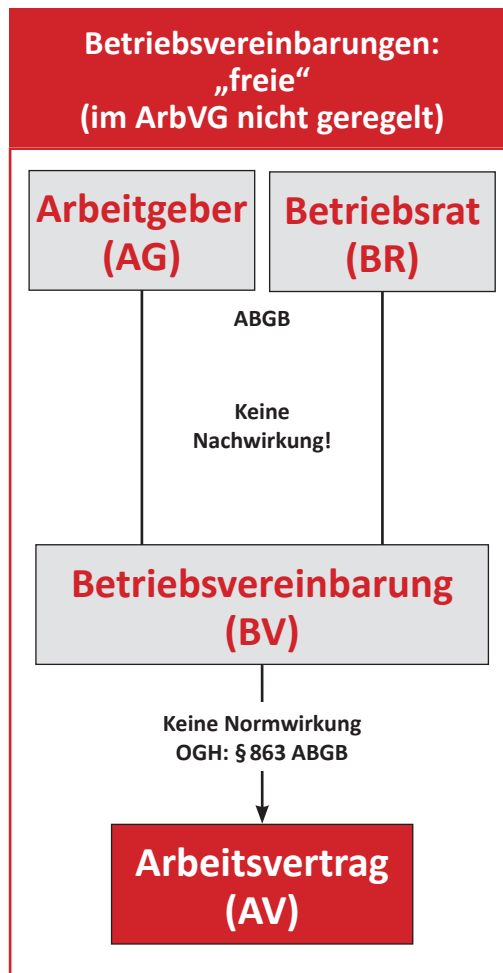 Betriebsvereinbarungen:
„freie“
(im ArbVG nicht geregelt)
Arbeitgeber
(AG)
Betriebsrat
(BR)
ABGB
Keine
Nachwirkung!
Betriebsvereinbarung
(BV)
Keine Normwirkung
OGH: § 863 ABGB
Arbeitsvertrag
(AV)